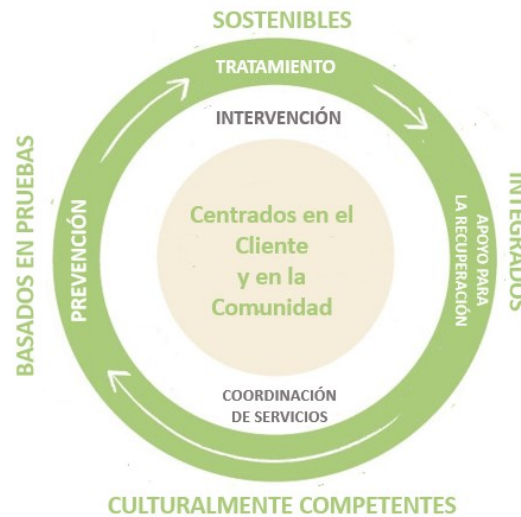 SOSTENIBLES
TRATAMIENTO
INTERVENCIÓN
BASADOS EN PRUEBAS
PREVENCIÓN
Centrados en el
Cliente
y en la
Comunidad
APOYO PARA
LA RECUPERACIÓN
INTEGRADOS
COORDINACIÓN
DE SERVICIOS
CULTURALMENTE COMPETENTES